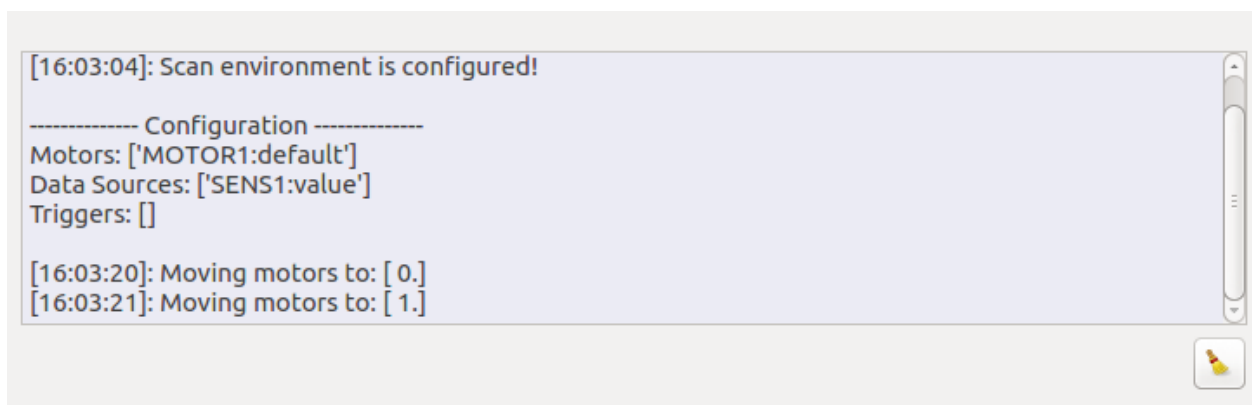 [16:03:04]: Scan environment is configured!
-------------- Configuration --------------
Motors: ['MOTOR1:default']
Data Sources: ['SENS1:value']
Triggers: []
[16:03:20]: Moving motors to: [ 0.]
[16:03:21]: Moving motors to: [ 1.]